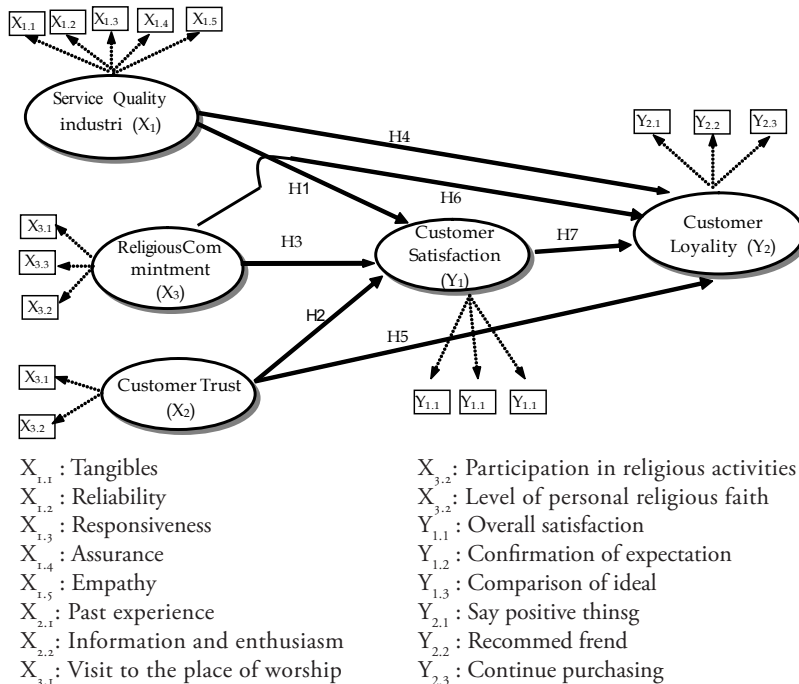 X1.1 X1.2 X1.3 X1.4 X1.5
Service Quality
industri (X1)
H4
Y2.1 Y2.2 Y2.3
H1
H6
X3.1
X3.3
X3.2
ReligiousCom
mintment
(X3)
H3
Customer
Satisfaction
(Y1)
H7
Customer
Loyality (Y2)
H2
H5
X3.1
X3.2
Customer Trust
(X2)
Y1.1 Y1.1 Y1.1
X1.1 : Tangibles
X1.2 : Reliability
X1.3 : Responsiveness
X1.4 : Assurance
X1.5 : Empathy
X2.1: Past experience
X2.2: Information and enthusiasm
X3.1: Visit to the place of worship
X3.2: Participation in religious activities
X3.2: Level of personal religious faith
Y1.1 : Overall satisfaction
Y1.2 : Confirmation of expectation
Y1.3 : Comparison of ideal
Y2.1 : Say positive thinsg
Y2.2 : Recommed frend
Y2.3 : Continue purchasing